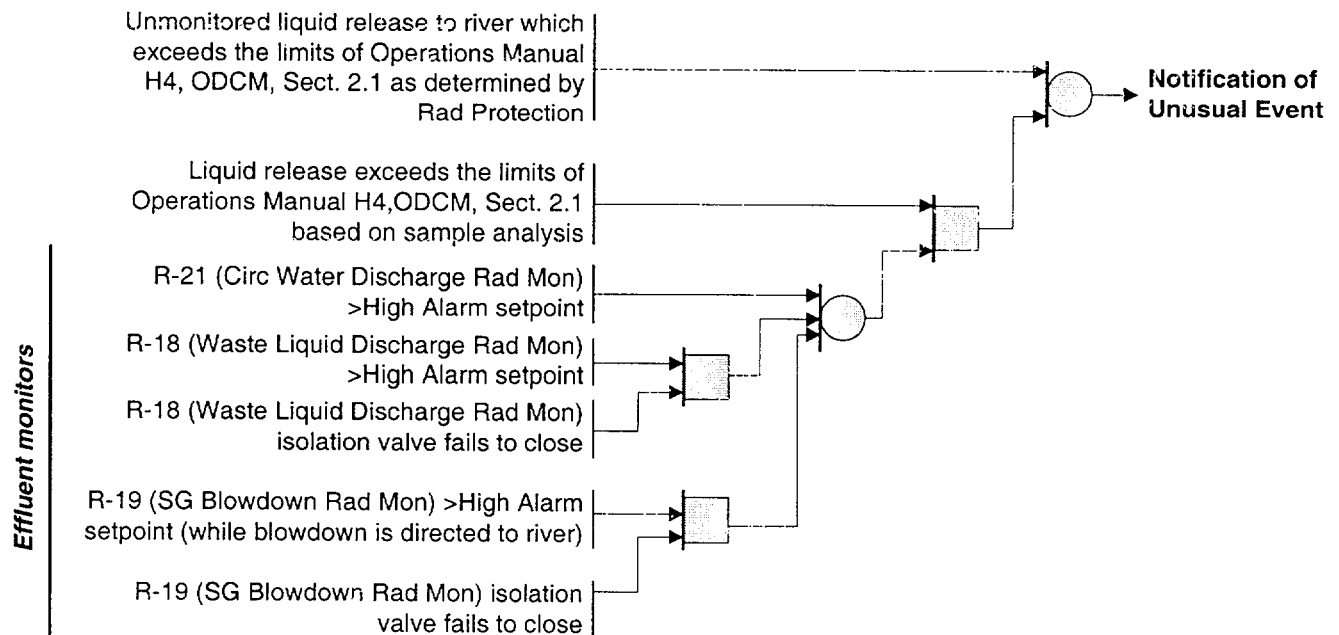 Unmonitored liquid release to river which
exceeds the limits of Operations Manual
H4, ODCM, Sect. 2.1 as determined by
Rad Protection
Notification of
Unusual Event
Liquid release exceeds the limits of
Operations Manual H4,ODCM, Sect. 2.1
based on sample analysis
Effluent monitors
R-21 (Circ Water Discharge Rad Mon)
>High Alarm setpoint
R-18 (Waste Liquid Discharge Rad Mon)
>High Alarm setpoint
R-18 (Waste Liquid Discharge Rad Mon)
isolation valve fails to close
R-19 (SG Blowdown Rad Mon) >High Alarm
setpoint (while blowdown is directed to river)
R-19 (SG Blowdown Rad Mon) isolation
valve fails to close